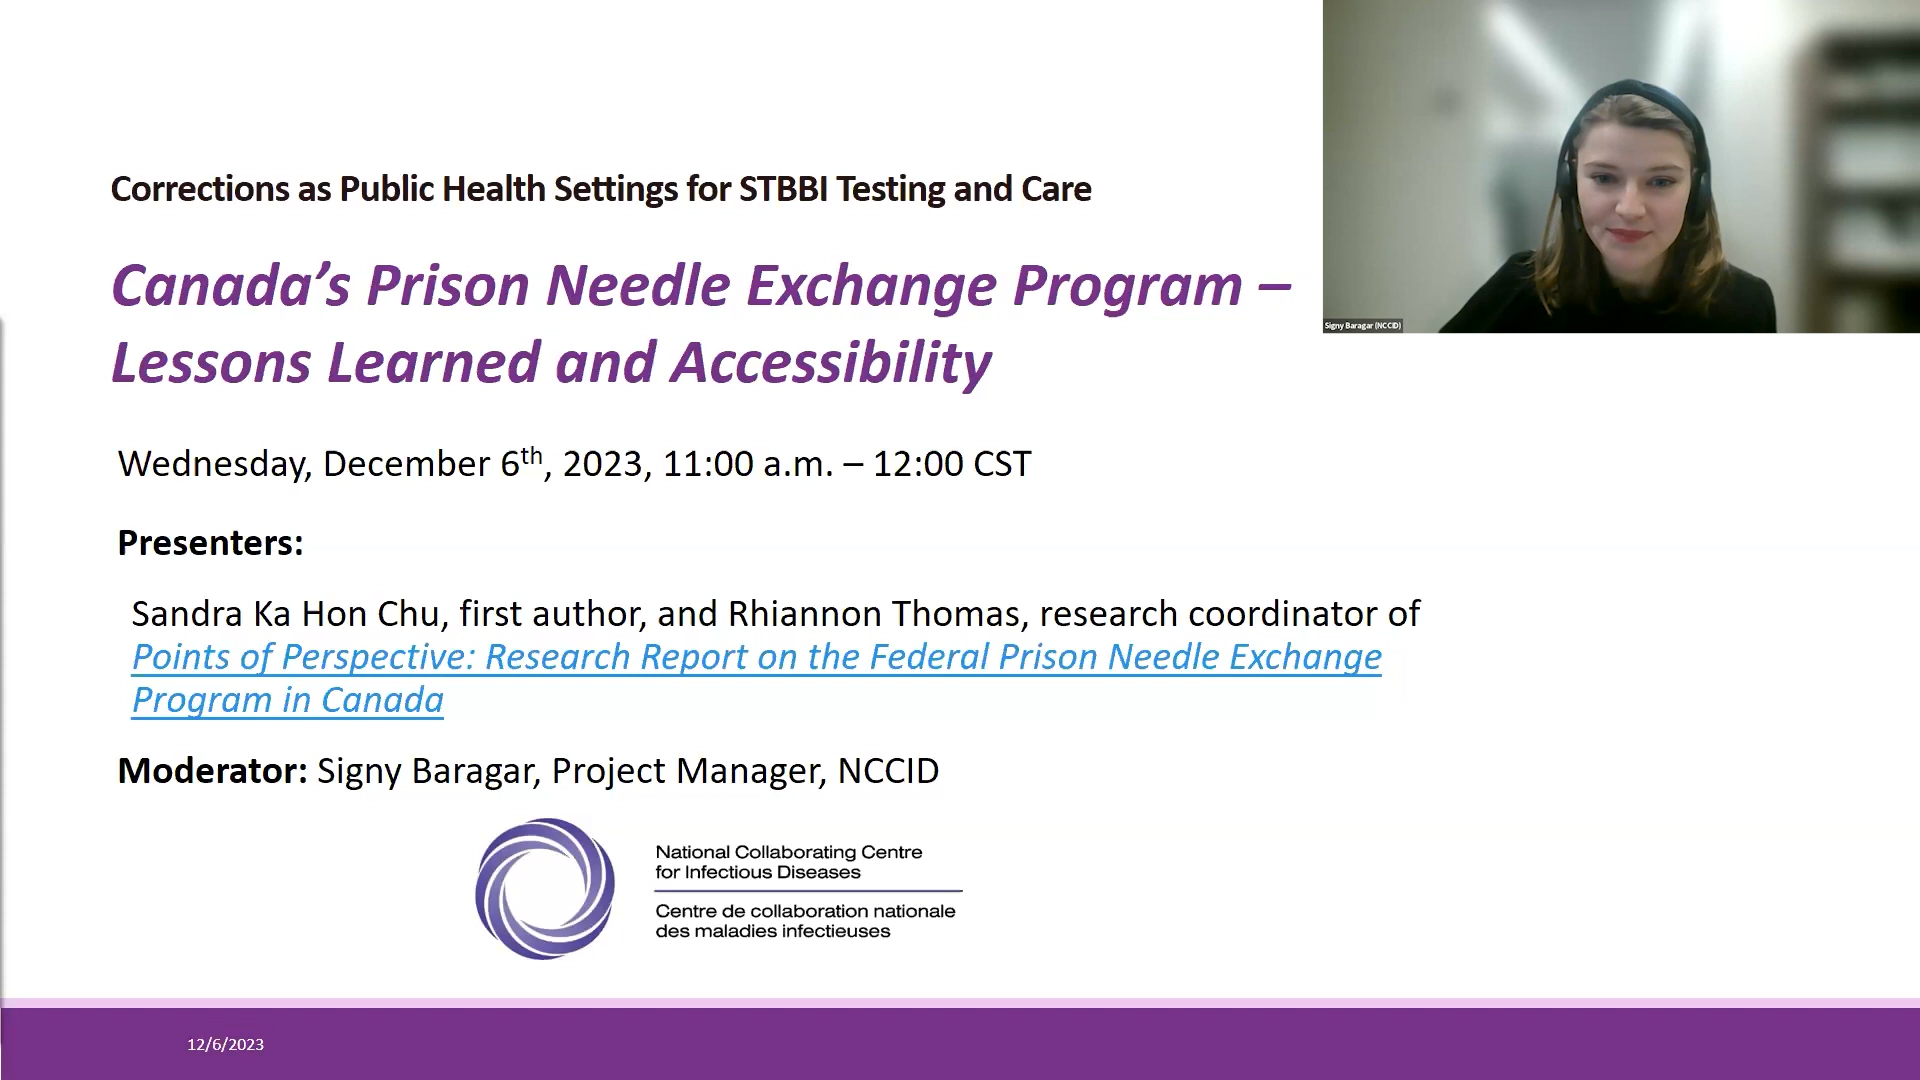 Corrections as Public Health Settings for STBBI Testing and Care
Canada’s Prison Needle Exchange Program –
Lessons Learned and Accessibility
Wednesday, December 6th, 2023, 11:00 a.m. – 12:00 CST
Presenters:
Sandra Ka Hon Chu, first author, and Rhiannon Thomas, research coordinator of
Points of Perspective: Research Report on the Federal Prison Needle Exchange
Program in Canada
Moderator: Signy Baragar, Project Manager, NCCID
National Collaborating Centre
for Infectious Diseases
Centre de collaboration nationale
des maladies infectieuses
12/6/2023
Signy Baragar (NCCID)